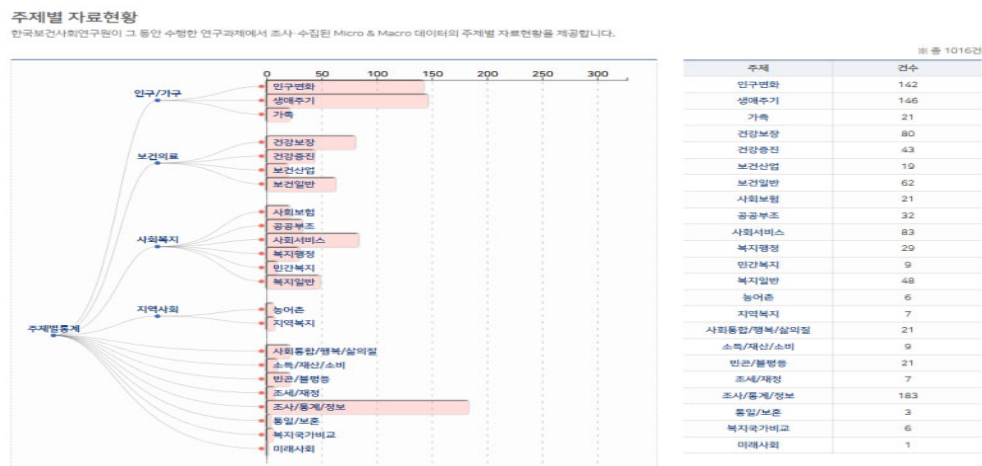 주제별 자료현황
한국보건사회연구원이 그 동안 수행한 연구과제에서 조사·수집된 Micro & Macro 데이터의 주제별 자료현황을 제공합니다.
※ 총 1016건
0 50 100 150 200 250 300
주제별통계
인구/가구
인구변화
생애주기
가족
보건의료
건강보장
건강증진
보건산업
보건일반
사회복지
사회보험
공공부조
사회서비스
복지행정
민간복지
복지일반
지역사회
농어촌
지역복지
사회통합/행복/삶의질
소득/재산/소비
빈곤/불평등
조세/재정
조사/통계/정보
통일/보훈
복지국가비교
미래사회
주제 건수
인구변화 142
생애주기 146
가족 21
건강보장 80
건강증진 43
보건산업 19
보건일반 62
사회보험 21
공공부조 32
사회서비스 83
복지행정 29
민간복지 9
복지일반 48
농어촌 6
지역복지 7
사회통합/행복/삶의질 21
소득/재산/소비 9
빈곤/불평등 21
조세/재정 7
조사/통계/정보 183
통일/보훈 3
복지국가비교 6
미래사회 1